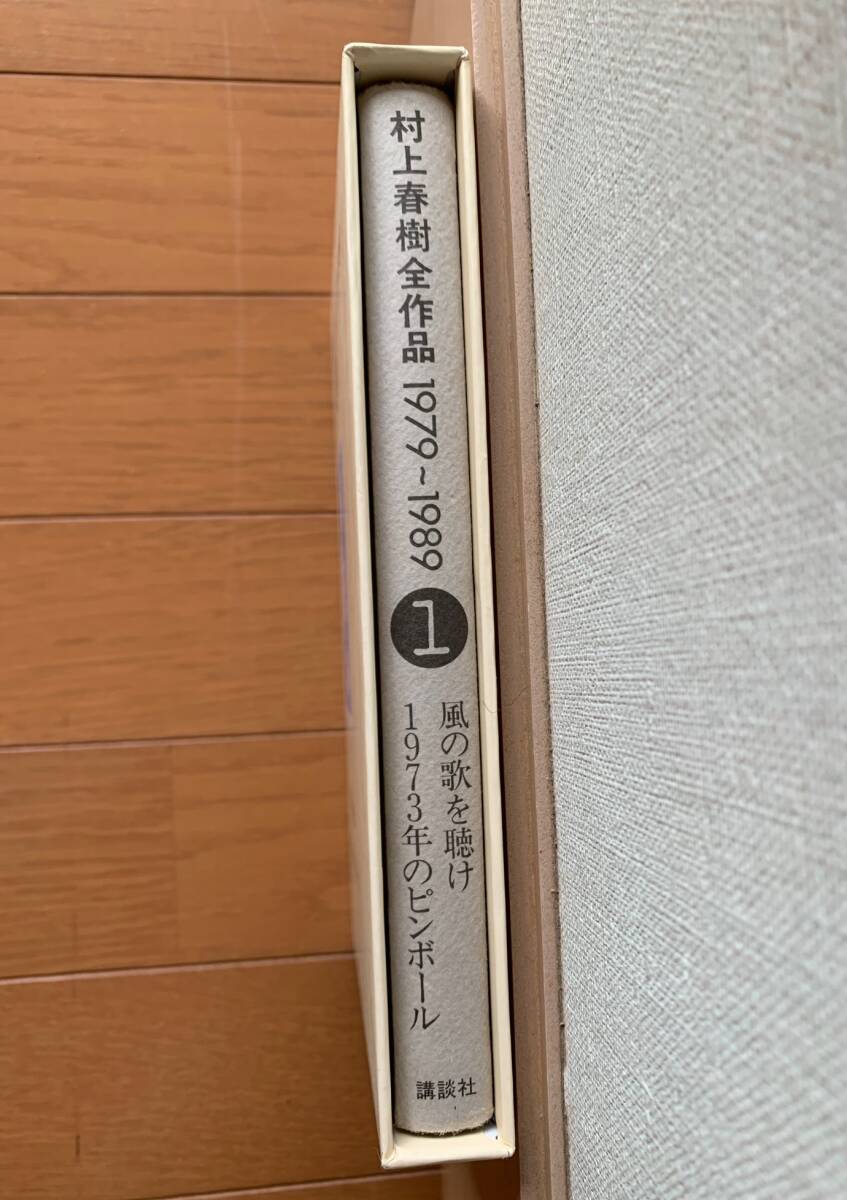 村上春樹全作品 1979~1989
1
風の歌を聴け
1973年のピンボール
講談社